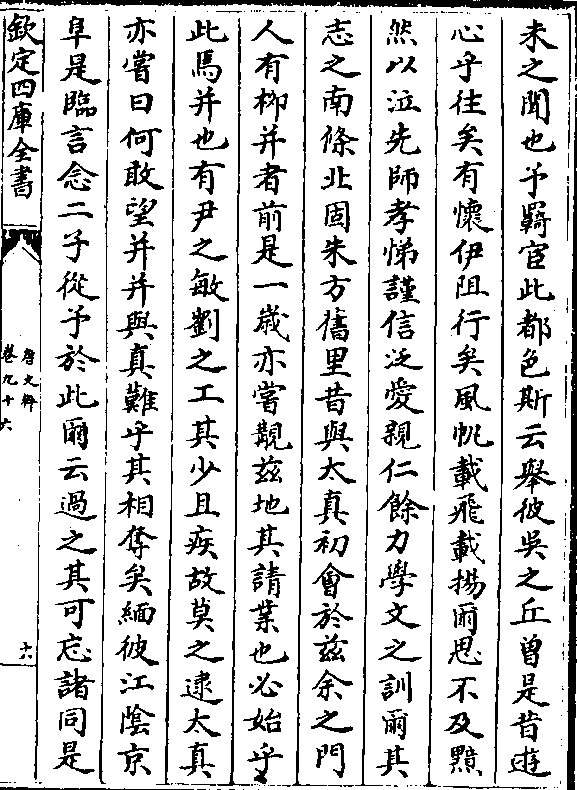 未之聞也予羇宦此都色斯云舉彼吳之丘曽是昔逰
心乎往矣有懷伊阻行矣風帆載飛載揚爾思不及黯
然以泣先師孝悌謹信泛愛親仁餘力學文之訓爾其
志之南條北固朱方舊里昔與太真初會於兹余之門
人有柳并者前是一歲亦嘗覯兹地其請業也必始乎
此焉并也有尹之敏劉之工其少且疾故莫之逮太真
亦嘗曰何敢望并并與真難乎其相奪矣緬彼江陰京
阜是臨言念二子從予於此爾云過之其可忘諸同是
欽定四庫全書
唐文粹
卷九十六
十六